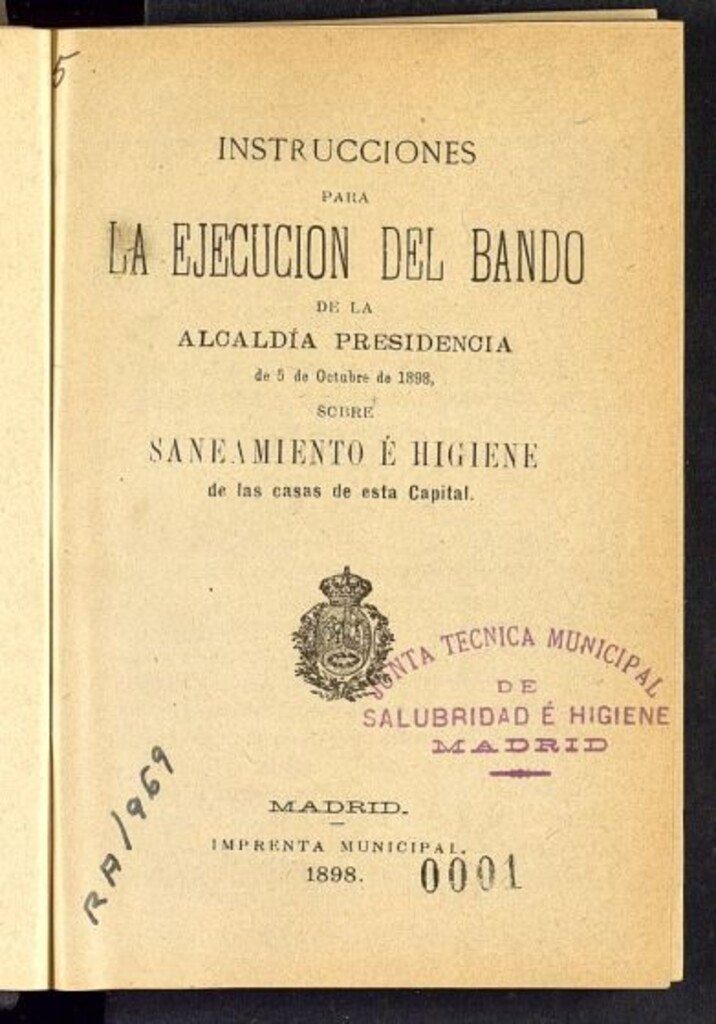 5
INSTRUCCIONES
PARA
LA EJECUCION DEL BANDO
DE LA
ALCALDÍA PRESIDENCIA
de 5 de Octubre de 1898,
SOBRE
SANEAMIENTO É HIGIENE
de las casas de esta Capital.
JUNTA TECNICA MUNICIPAL
DE
SALUBRIDAD É HIGIENE
MADRID
RA/969
MADRID.
IMPRENTA MUNICIPAL.
1898.
0001